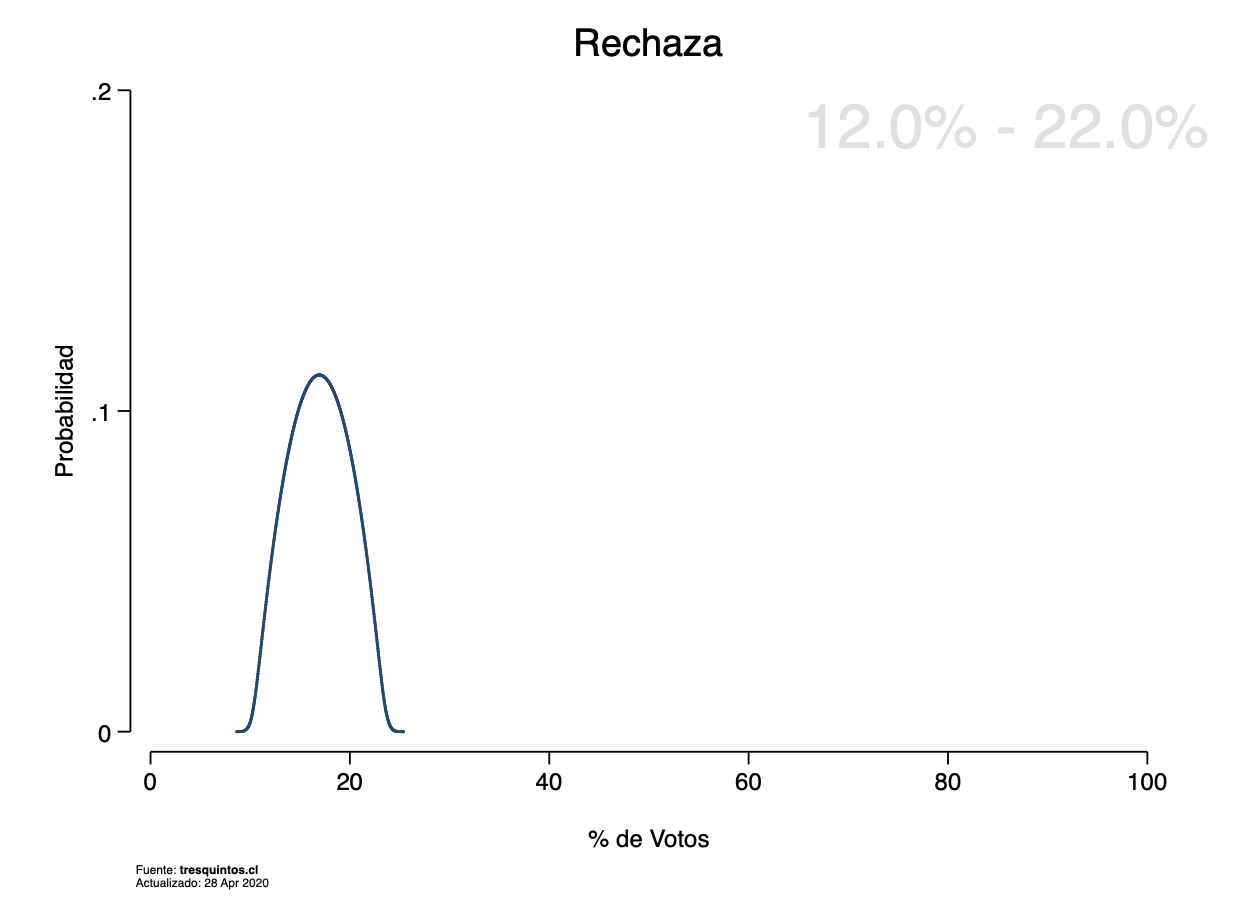 Rechaza
12.0% - 22.0%
.2
.1
0
Probabilidad
0 20 40 60 80 100
% de Votos
Fuente: tresquintos.cl
Actualizado: 28 Apr 2020